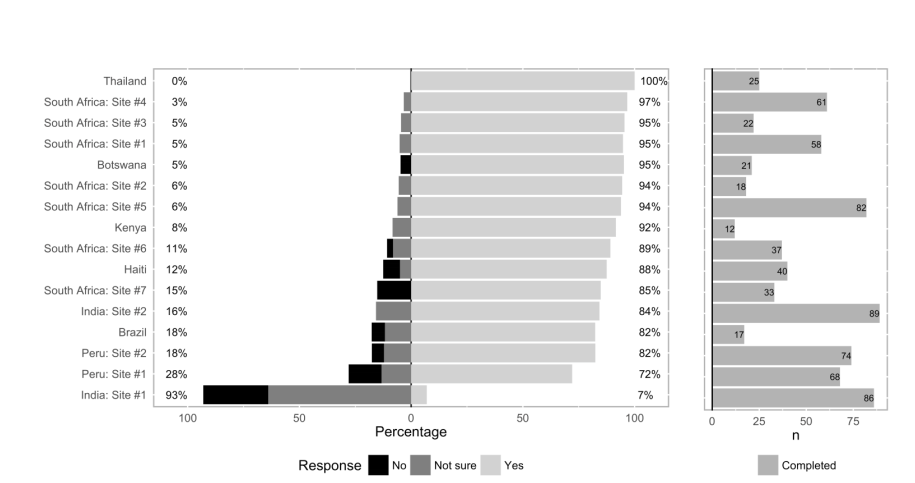 Thailand 0% 100% 25
South Africa: Site #4 3% 97% 61
South Africa: Site #3 5% 95% 22
South Africa: Site #1 5% 95% 58
Botswana 5% 95% 21
South Africa: Site #2 6% 94% 18
South Africa: Site #5 6% 94% 82
Kenya 8% 92% 12
South Africa: Site #6 11% 89% 37
Haiti 12% 88% 40
South Africa: Site #7 15% 85% 33
India: Site #2 16% 84% 89
Brazil 18% 82% 17
Peru: Site #2 18% 82% 74
Peru: Site #1 28% 72% 68
India: Site #1 93% 7% 86
100 50 0 50 100 0 25 50 75
Percentage n
Response No Not sure Yes Completed